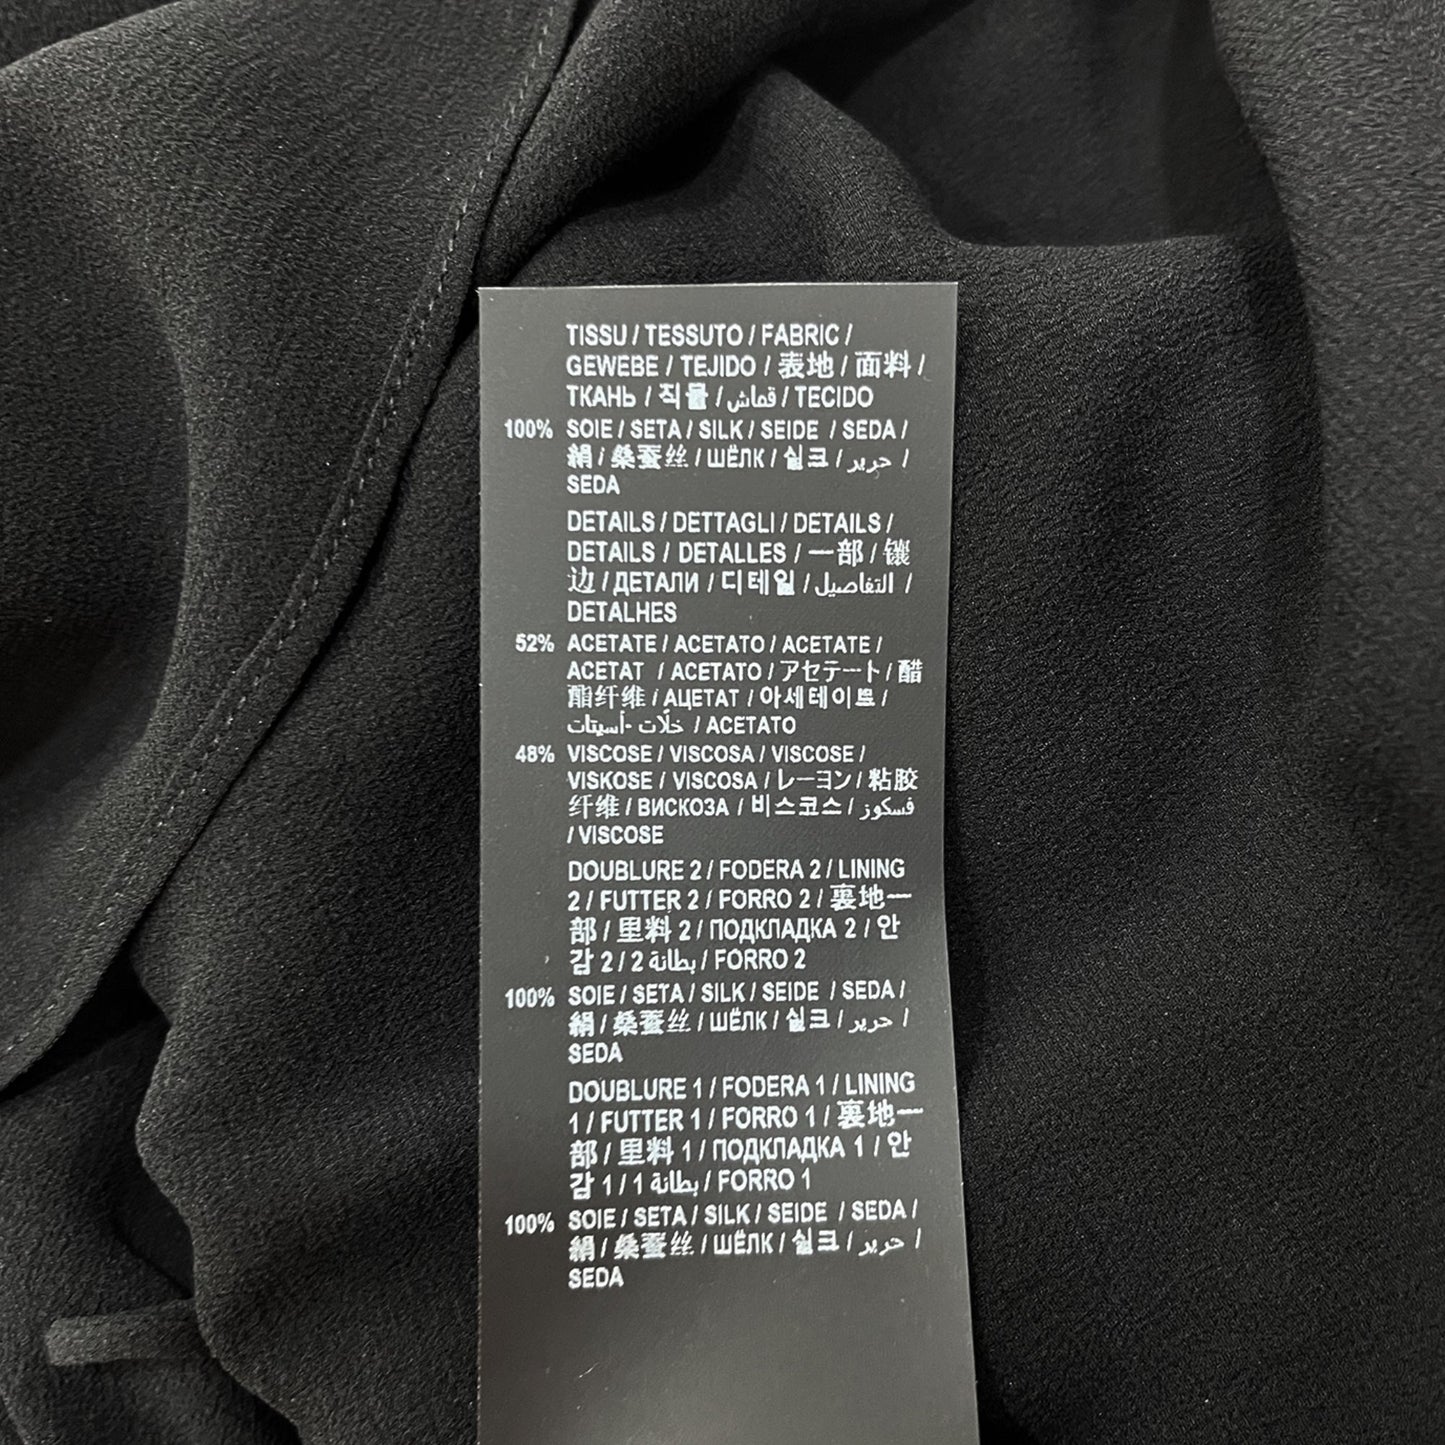 TISSU / TESSUTO / FABRIC /
GEWEBE / TEJIDO / 表地 / 面料 /
ТКАНЬ / 직물 / قماش / TECIDO
100% SOIE / SETA / SILK / SEIDE / SEDA /
絹 / 桑蚕丝 / ШЁЛК / 실크 / حرير /
SEDA
DETAILS / DETTAGLI / DETAILS /
DETAILS / DETALLES / 一部 / 镶
边 / ДЕТАЛИ / 디테일 / التفاصيل /
DETALHES
52% ACETATE / ACETATO / ACETATE /
ACETAT / ACETATO / アセテート / 醋
酯纤维 / АЦЕТАТ / 아세테이트 /
خلّات -أسيتات / ACETATO
48% VISCOSE / VISCOSA / VISCOSE /
VISKOSE / VISCOSA / レーヨン / 粘胶
纤维 / ВИСКОЗА / 비스코스 / فسكوز
/ VISCOSE
DOUBLURE 2 / FODERA 2 / LINING
2 / FUTTER 2 / FORRO 2 / 裏地一
部 / 里料 2 / ПОДКЛАДКА 2 / 안
감 2 / 2 بطانة / FORRO 2
100% SOIE / SETA / SILK / SEIDE / SEDA /
絹 / 桑蚕丝 / ШЁЛК / 실크 / حرير /
SEDA
DOUBLURE 1 / FODERA 1 / LINING
1 / FUTTER 1 / FORRO 1 / 裏地一
部 / 里料 1 / ПОДКЛАДКА 1 / 안
감 1 / 1 بطانة / FORRO 1
100% SOIE / SETA / SILK / SEIDE / SEDA /
絹 / 桑蚕丝 / ШЁЛК / 실크 / حرير /
SEDA